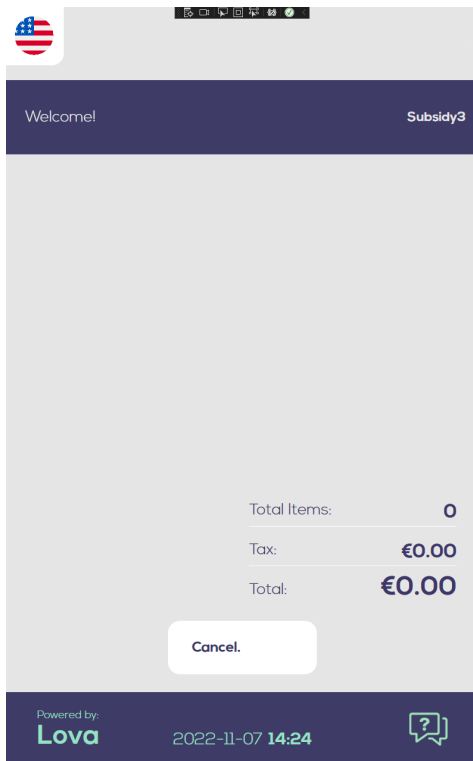 Welcome!
Subsidy3
Total Items: 0
Tax: €0.00
Total: €0.00
Cancel.
Powered by:
Lova
2022-11-07 14:24